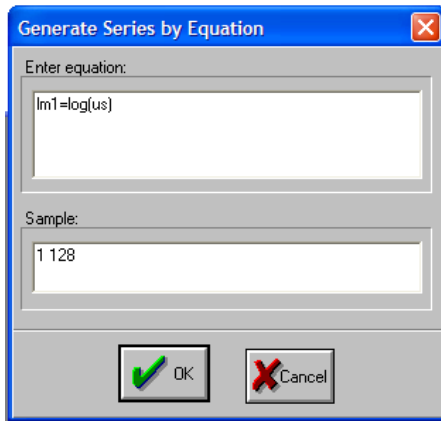 Generate Series by Equation
Enter equation:
lm1=log(us)
Sample:
1 128
OK
Cancel